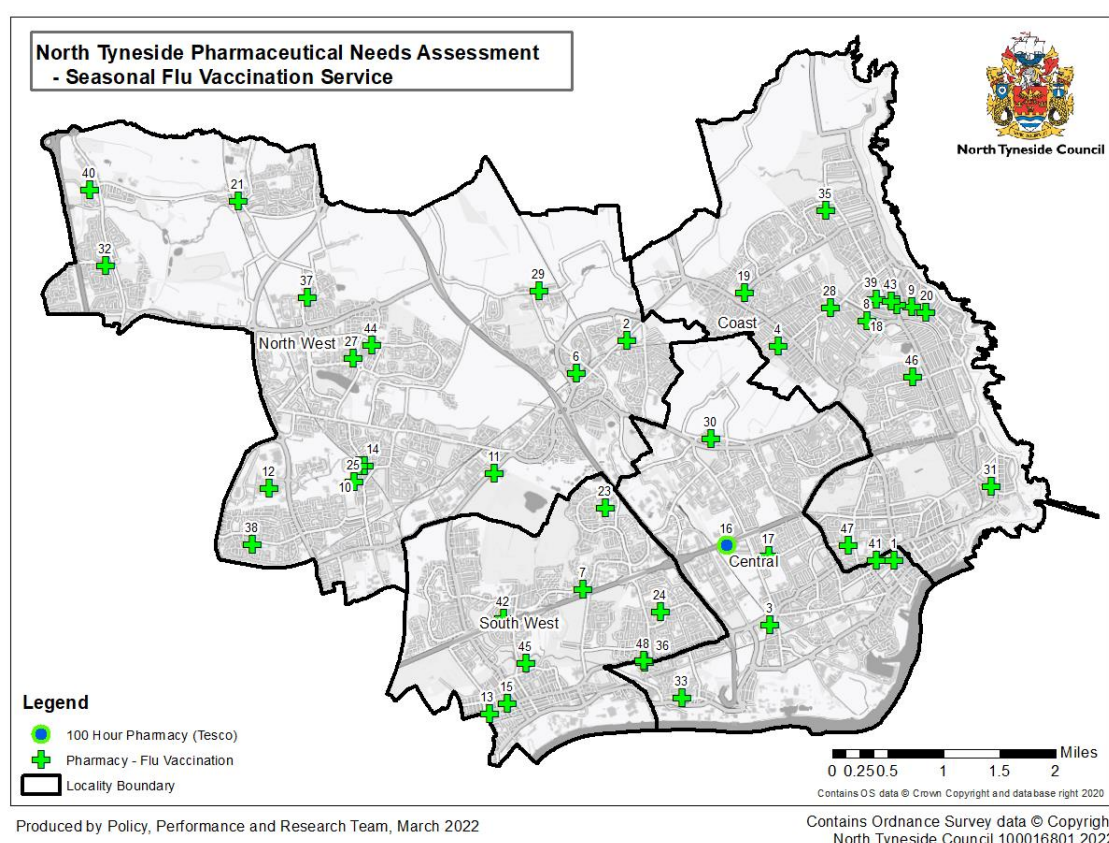 North Tyneside Pharmaceutical Needs Assessment
- Seasonal Flu Vaccination Service
North Tyneside Council
40
21
35
32
37
29
19
28
39
43
9
20
8
18
2
Coast
4
North West
44
27
6
46
30
14
25
10
12
11
31
23
38
16
17
Central
47
41
1
7
24
42
South West
3
45
48
36
33
13
15
Legend
100 Hour Pharmacy (Tesco)
Pharmacy - Flu Vaccination
Locality Boundary
Miles
0 0.25 0.5 1 1.5 2
Contains OS data © Crown Copyright and database right 2020
Produced by Policy, Performance and Research Team, March 2022
Contains Ordnance Survey data © Copyright
North Tyneside Council 100016801 2022